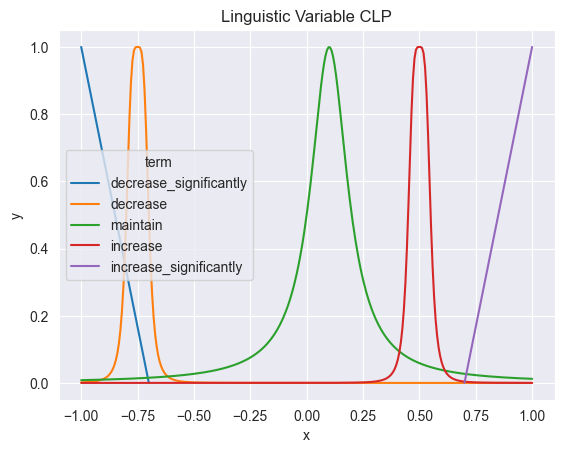 Linguistic Variable CLP
y
1.0
0.8
0.6
0.4
0.2
0.0
term
decrease_significantly
decrease
maintain
increase
increase_significantly
−1.00 −0.75 −0.50 −0.25 0.00 0.25 0.50 0.75 1.00
x